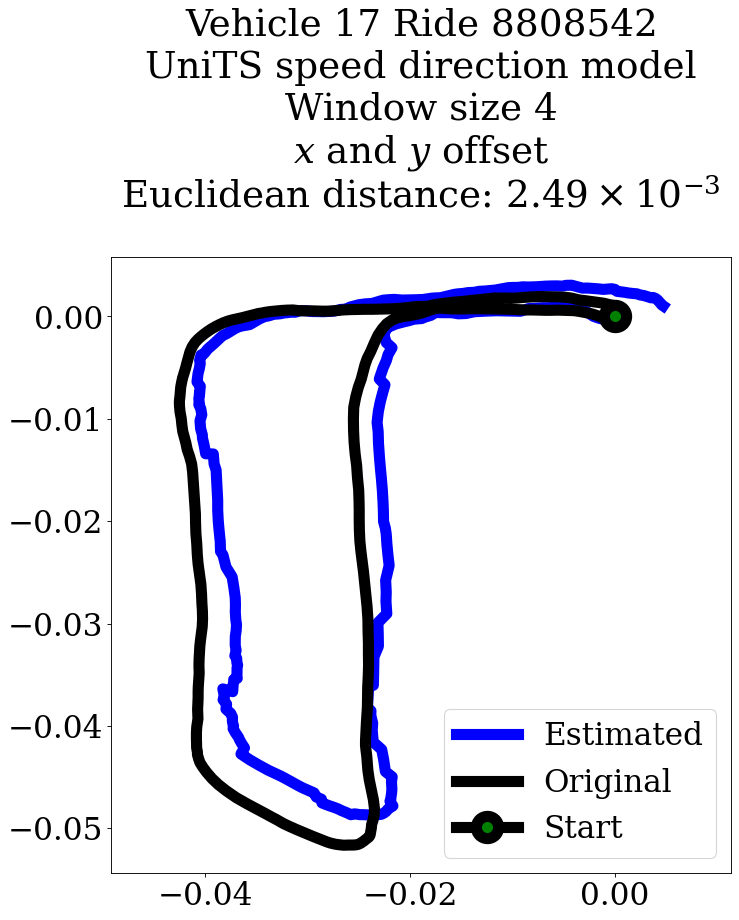 Vehicle 17 Ride 8808542
UniTS speed direction model
Window size 4
x and y offset
Euclidean distance: 2.49 × 10⁻³
0.00
−0.01
−0.02
−0.03
−0.04
−0.05
−0.04
−0.02
0.00
Estimated
Original
Start